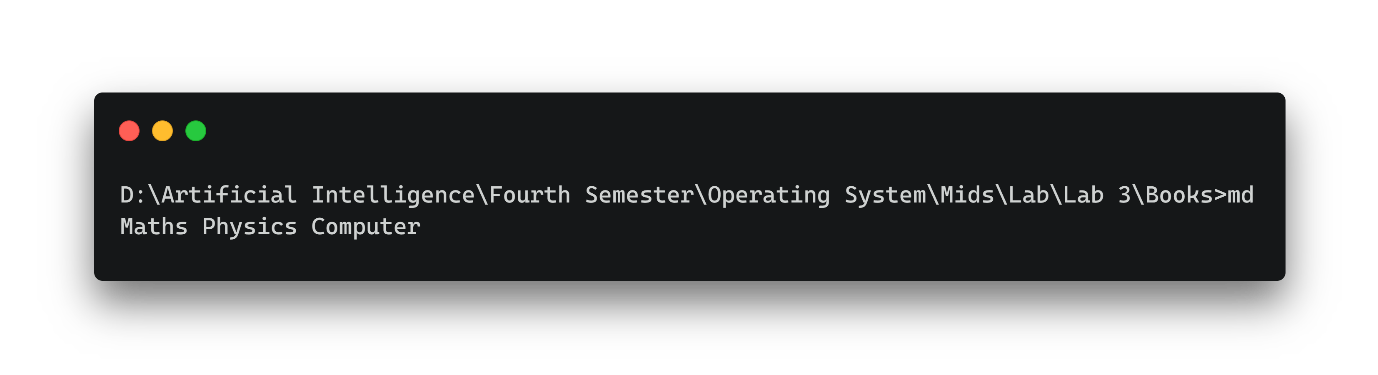 D:\Artificial Intelligence\Fourth Semester\Operating System\Mids\Lab\Lab 3\Books>md
Maths Physics Computer